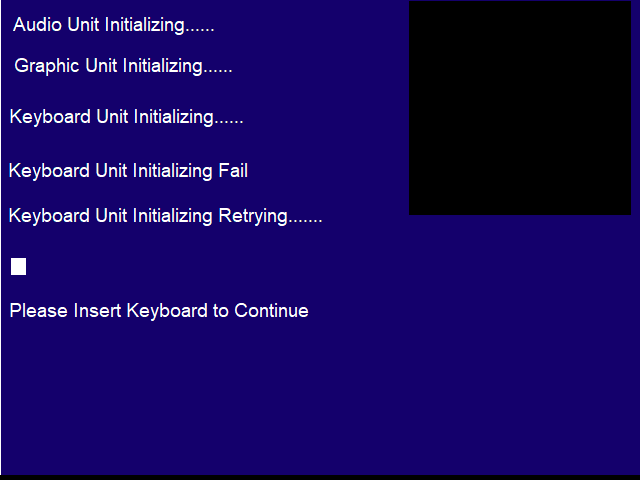 Audio Unit Initializing......
Graphic Unit Initializing......
Keyboard Unit Initializing......
Keyboard Unit Initializing Fail
Keyboard Unit Initializing Retrying.......
Please Insert Keyboard to Continue